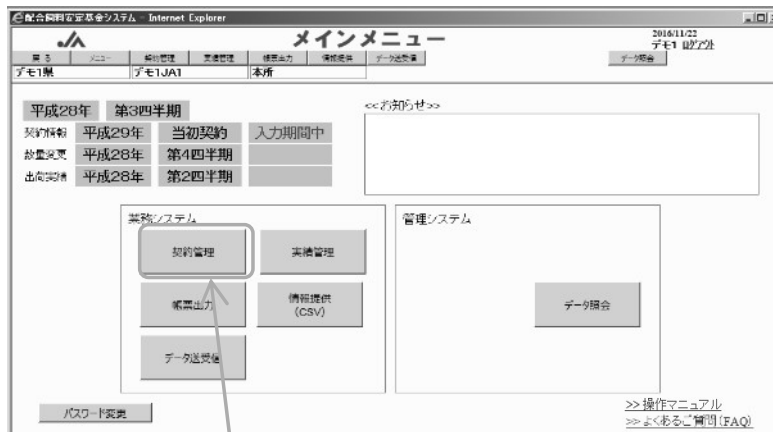 配合飼料安定基金システム - Internet Explorer
JA
メインメニュー
2016/11/22
デモ1 ログアウト
戻る メニュー 契約管理 実績管理 帳票出力 情報提供 データ送受信 データ照会
デモ1県 デモ1JA1 本所
平成28年 第3四半期
<<お知らせ>>
契約情報 平成29年 当初契約 入力期間中
数量変更 平成28年 第4四半期
出荷実績 平成28年 第2四半期
業務システム
管理システム
契約管理 実績管理
帳票出力 情報提供
(CSV)
データ照会
データ送受信
パスワード変更
>> 操作マニュアル
>> よくあるご質問(FAQ)